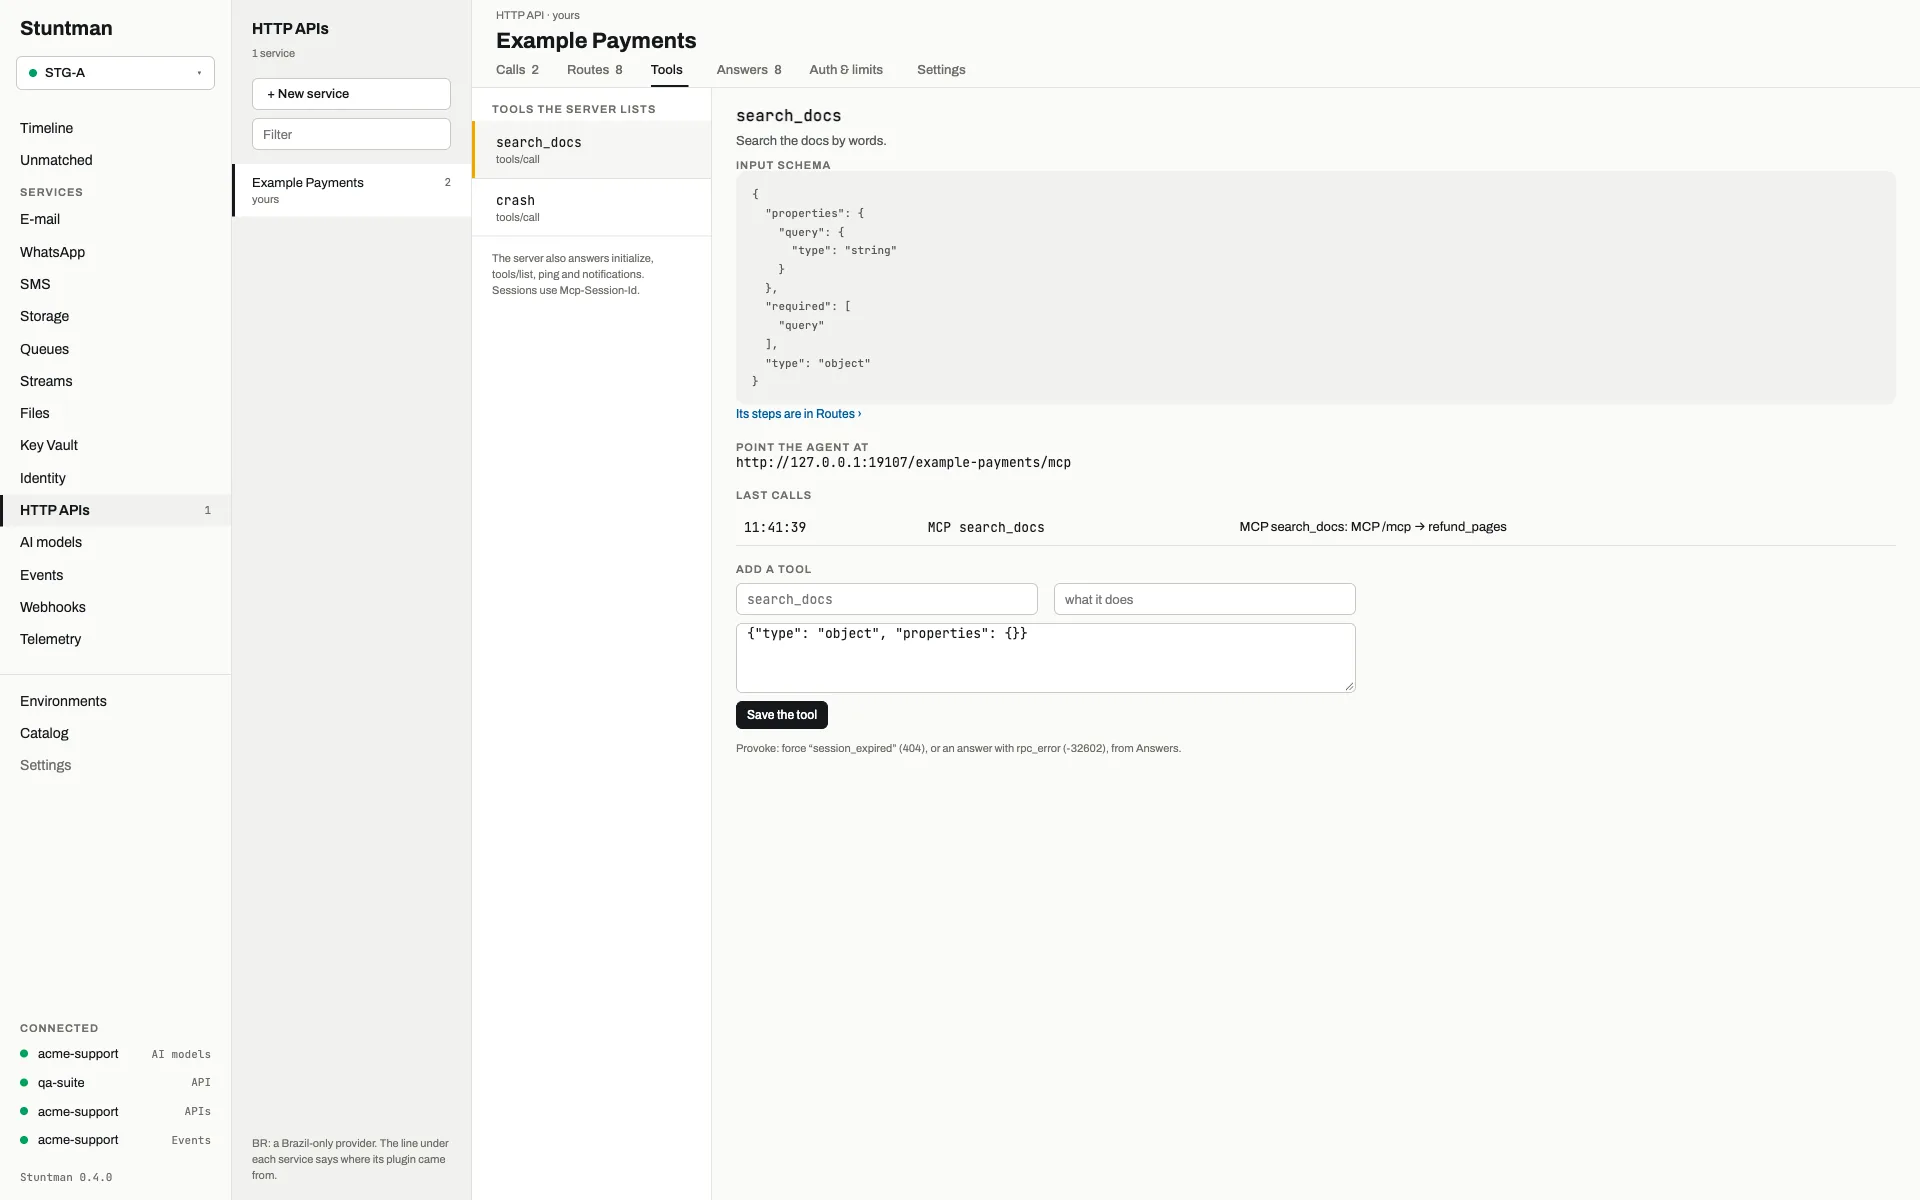 Stuntman
STG-A
Timeline
Unmatched
SERVICES
E-mail
WhatsApp
SMS
Storage
Queues
Streams
Files
Key Vault
Identity
HTTP APIs 1
AI models
Events
Webhooks
Telemetry
Environments
Catalog
Settings
CONNECTED
acme-support AI models
qa-suite API
acme-support APIs
acme-support Events
Stuntman 0.4.0
HTTP APIs
1 service
+ New service
Filter
Example Payments 2
yours
BR: a Brazil-only provider. The line under
each service says where its plugin came
from.
HTTP API · yours
Example Payments
Calls 2 Routes 8 Tools Answers 8 Auth & limits Settings
TOOLS THE SERVER LISTS
search_docs
tools/call
crash
tools/call
The server also answers initialize,
tools/list, ping and notifications.
Sessions use Mcp-Session-Id.
search_docs
Search the docs by words.
INPUT SCHEMA
{
"properties": {
"query": {
"type": "string"
}
},
"required": [
"query"
],
"type": "object"
}
Its steps are in Routes ›
POINT THE AGENT AT
http://127.0.0.1:19107/example-payments/mcp
LAST CALLS
11:41:39 MCP search_docs MCP search_docs: MCP /mcp → refund_pages
ADD A TOOL
search_docs what it does
{"type": "object", "properties": {}}
Save the tool
Provoke: force “session_expired” (404), or an answer with rpc_error (-32602), from Answers.